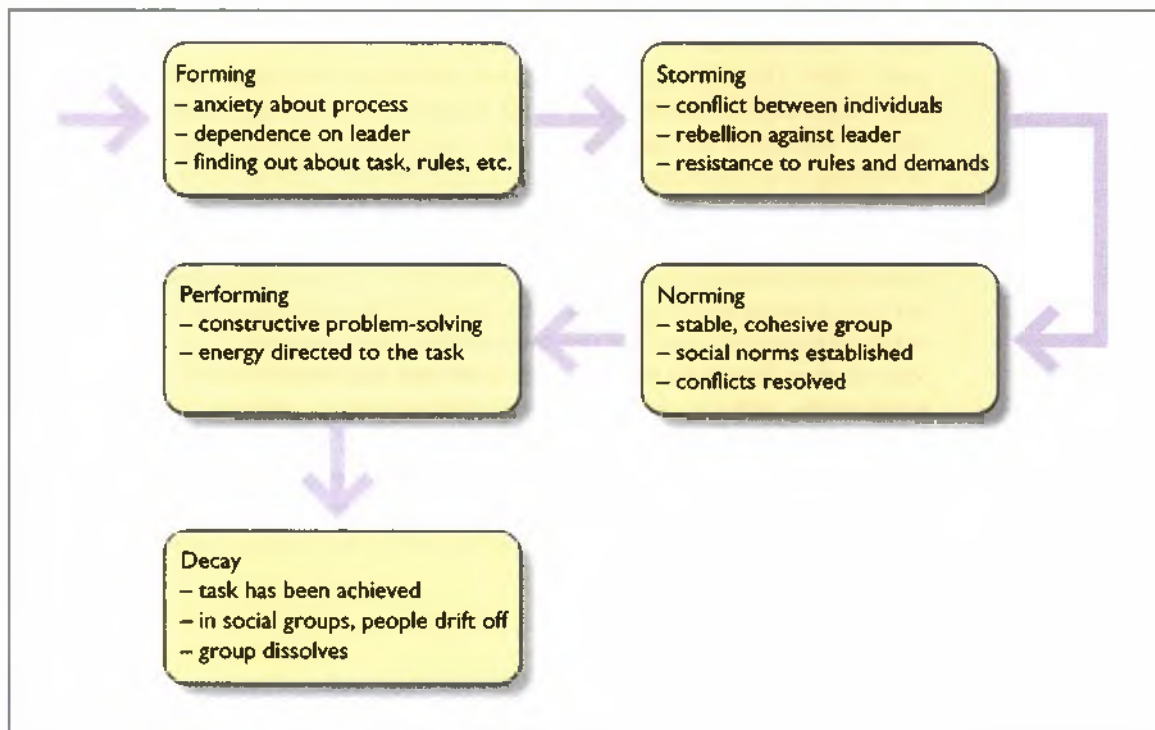 Forming
– anxiety about process
– dependence on leader
– finding out about task, rules, etc.
Storming
– conflict between individuals
– rebellion against leader
– resistance to rules and demands
Performing
– constructive problem-solving
– energy directed to the task
Norming
– stable, cohesive group
– social norms established
– conflicts resolved
Decay
– task has been achieved
– in social groups, people drift off
– group dissolves